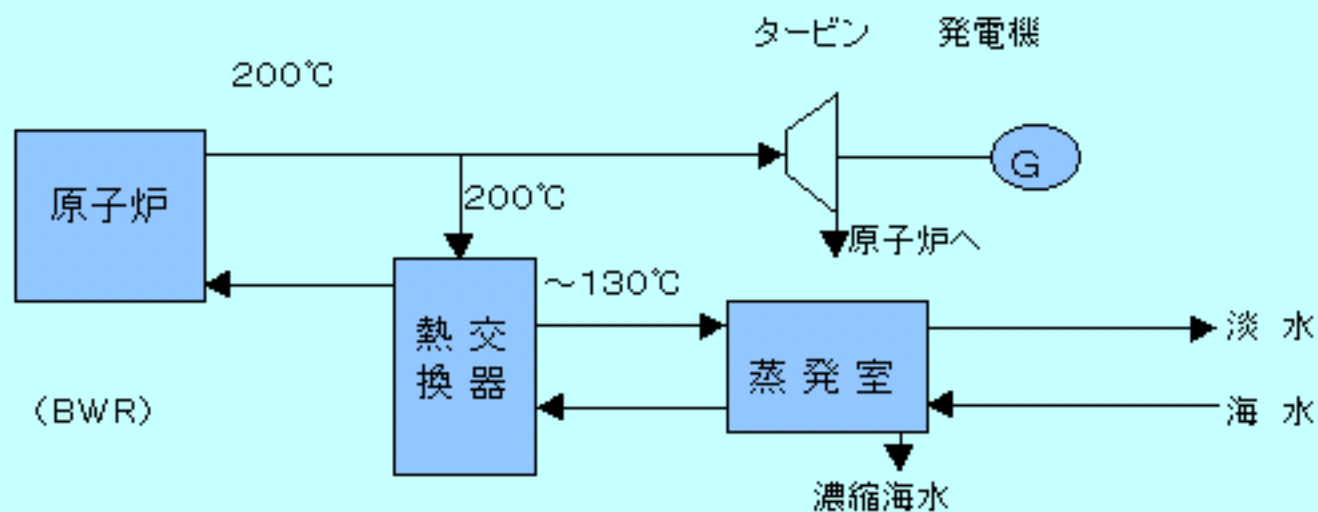 タービン 発電機
200℃
原子炉
G
200℃
原子炉へ
～130℃
熱交
換器
蒸発室
淡水
海水
(BWR)
濃縮海水